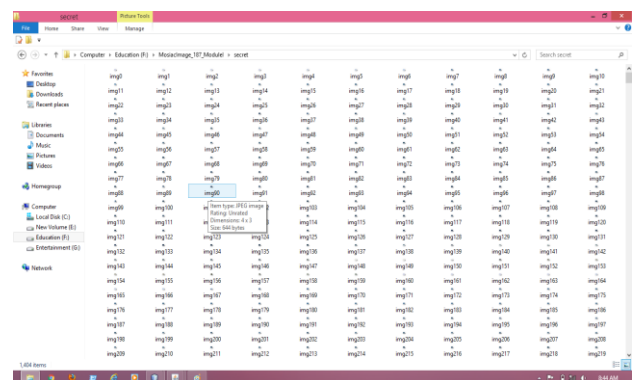 secret Picture Tools
File Home Share View Manage
Computer Education (F:) MosiacImage_187_Modulel secret Search secret
Favorites
Desktop
Downloads
Recent places
Libraries
Documents
Music
Pictures
Videos
Homegroup
Computer
Local Disk (C:)
New Volume (E:)
Education (F:)
Entertainment (G:)
Network
img0 img1 img2 img3 img4 img5 img6 img7 img8 img9 img10
img11 img12 img13 img14 img15 img16 img17 img18 img19 img20 img21
img22 img23 img24 img25 img26 img27 img28 img29 img30 img31 img32
img33 img34 img35 img36 img37 img38 img39 img40 img41 img42 img43
img44 img45 img46 img47 img48 img49 img50 img51 img52 img53 img54
img55 img56 img57 img58 img59 img60 img61 img62 img63 img64 img65
img66 img67 img68 img69 img70 img71 img72 img73 img74 img75 img76
img77 img78 img79 img80 img81 img82 img83 img84 img85 img86 img87
img88 img89 img90 img91 img92 img93 img94 img95 img96 img97 img98
img99 img100 img103 img104 img105 img106 img107 img108 img109
Item type: JPEG image
Rating: Unrated
Dimensions: 4 x 3
Size: 644 bytes
img110 img111 img114 img115 img116 img117 img118 img119 img120
img121 img122 img123 img124 img125 img126 img127 img128 img129 img130 img131
img132 img133 img134 img135 img136 img137 img138 img139 img140 img141 img142
img143 img144 img145 img146 img147 img148 img149 img150 img151 img152 img153
img154 img155 img156 img157 img158 img159 img160 img161 img162 img163 img164
img165 img166 img167 img168 img169 img170 img171 img172 img173 img174 img175
img176 img177 img178 img179 img180 img181 img182 img183 img184 img185 img186
img187 img188 img189 img190 img191 img192 img193 img194 img195 img196 img197
img198 img199 img200 img201 img202 img203 img204 img205 img206 img207 img208
img209 img210 img211 img212 img213 img214 img215 img216 img217 img218 img219
9:44 AM